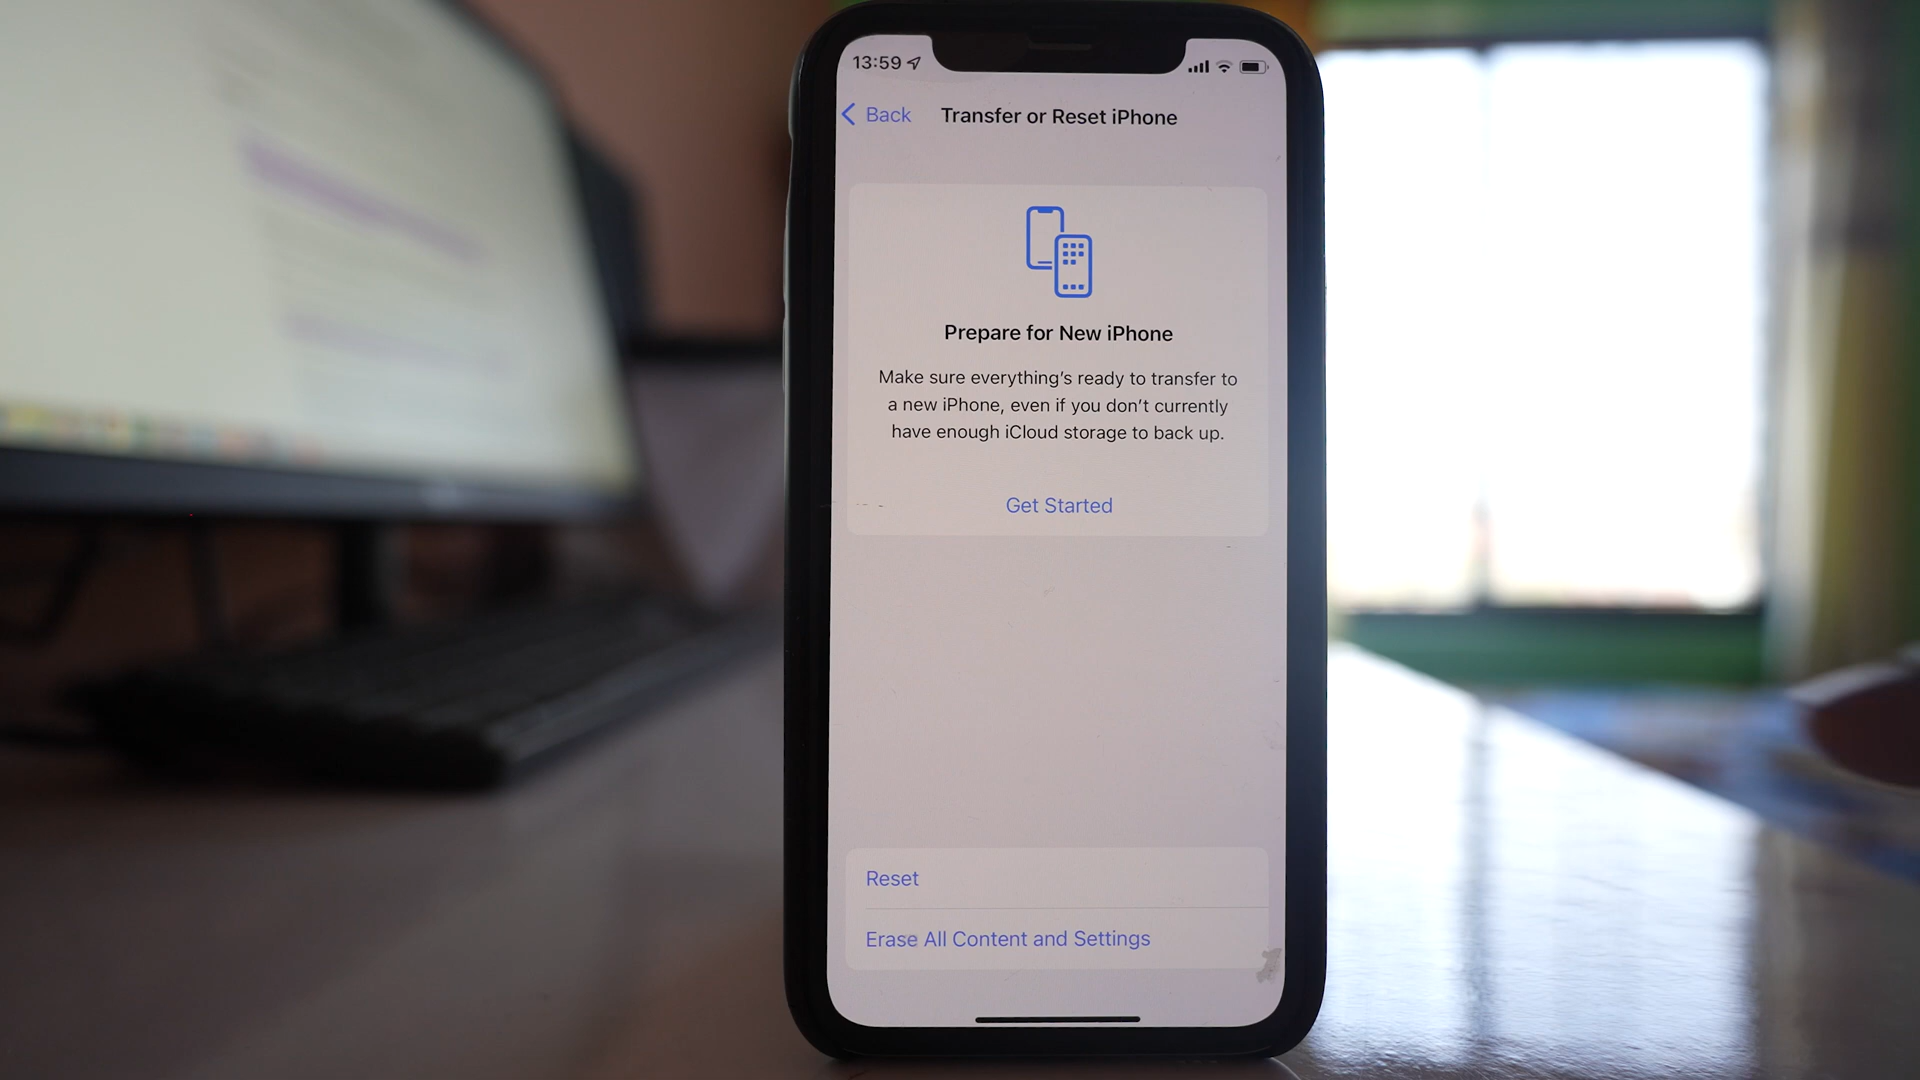 13:59
Back
Transfer or Reset iPhone
Prepare for New iPhone
Make sure everything's ready to transfer to
a new iPhone, even if you don't currently
have enough iCloud storage to back up.
Get Started
Reset
Erase All Content and Settings